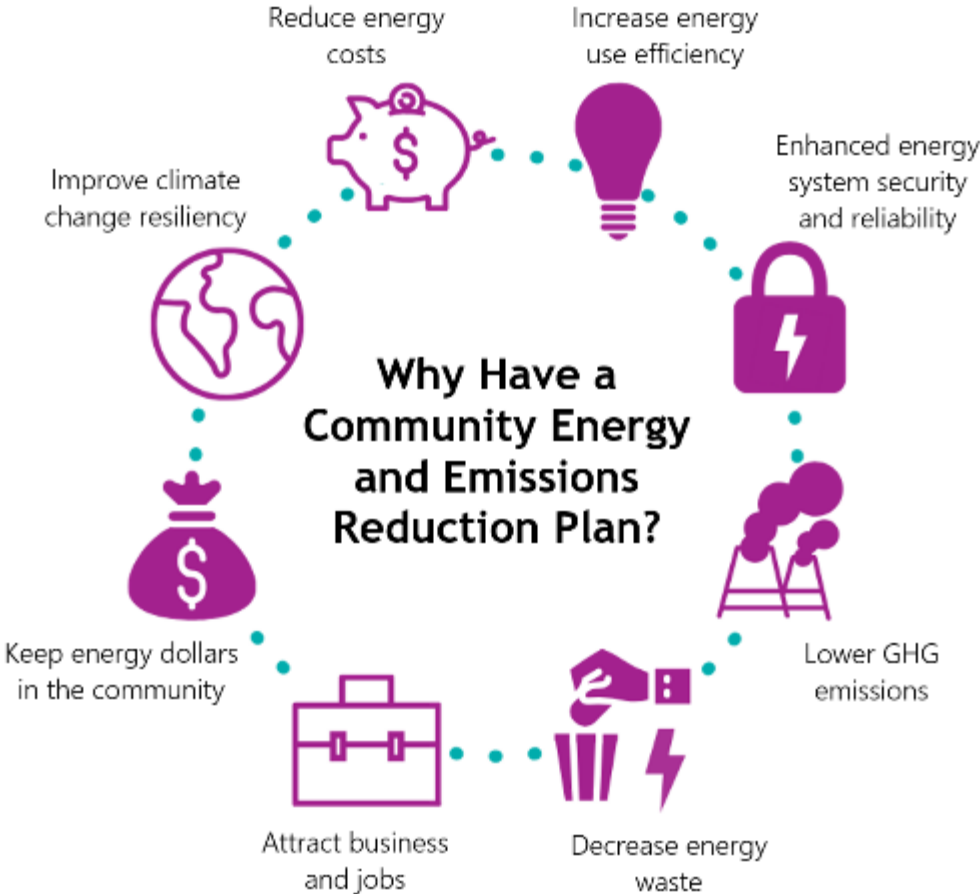 Reduce energy
costs
Increase energy
use efficiency
Enhanced energy
system security
and reliability
Improve climate
change resiliency
$
Why Have a
Community Energy
and Emissions
Reduction Plan?
$
Keep energy dollars
in the community
Lower GHG
emissions
Attract business
and jobs
Decrease energy
waste